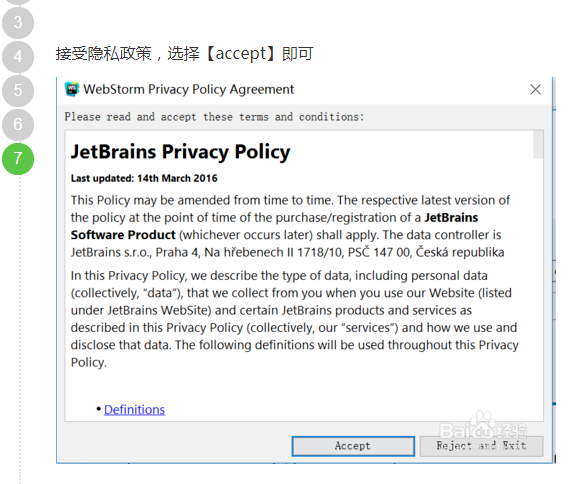 3
4
接受隐私政策，选择【accept】即可
5
6
7
WebStorm Privacy Policy Agreement
Please read and accept these terms and conditions:
JetBrains Privacy Policy
Last updated: 14th March 2016
This Policy may be amended from time to time. The respective latest version of
the policy at the point of time of the purchase/registration of a JetBrains
Software Product (whichever occurs later) shall apply. The data controller is
JetBrains s.r.o., Praha 4, Na hřebenech II 1718/10, PSČ 147 00, Česká republika
In this Privacy Policy, we describe the type of data, including personal data
(collectively, “data”), that we collect from you when you use our Website (listed
under JetBrains WebSite) and certain JetBrains products and services as
described in this Privacy Policy (collectively, our “services”) and how we use and
disclose that data. The following definitions will be used throughout this Privacy
Policy.
• Definitions
Baidu经验
Accept
Reject and Exit